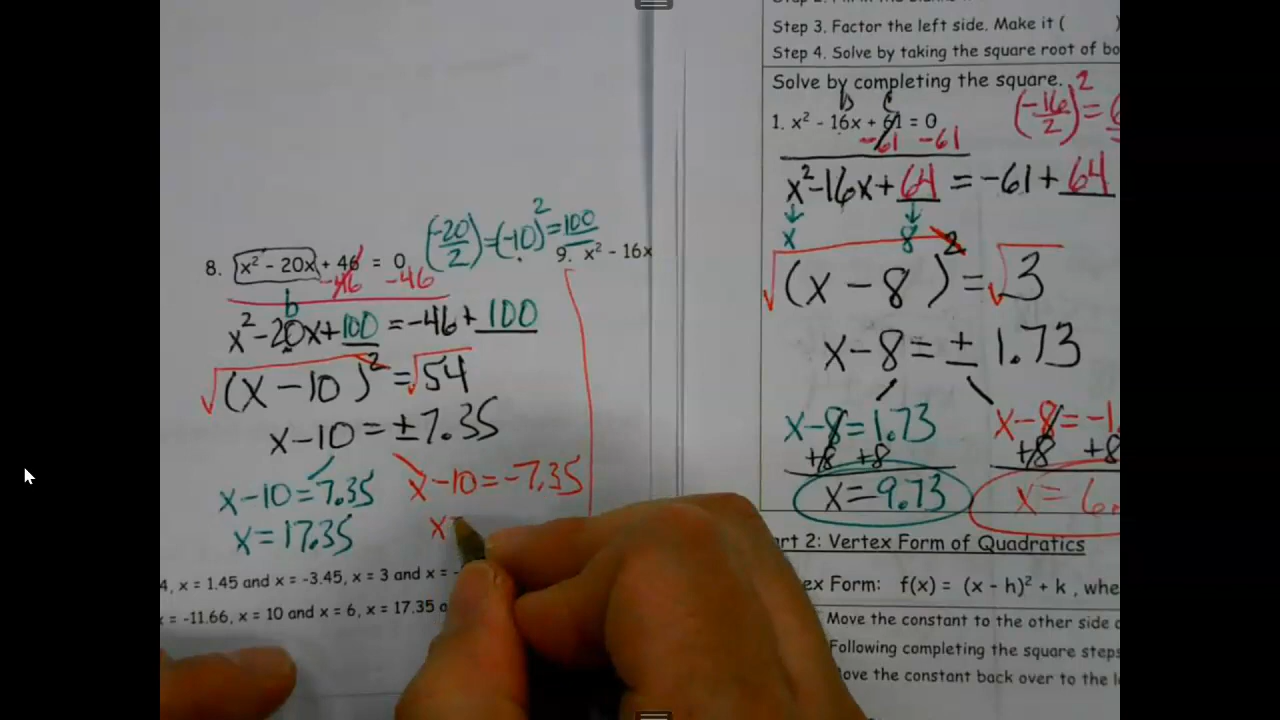 8. x² - 20x + 46 = 0
-46 -46
(-20/2) = (-10)² = 100
b
x² - 20x + 100 = -46 + 100
√(x - 10)² = √54
x - 10 = ± 7.35
x - 10 = 7.35
x = 17.35
x - 10 = -7.35
x=
9. x² - 16x
4, x = 1.45 and x = -3.45, x = 3 and x = -
x = -11.66, x = 10 and x = 6, x = 17.35
Step 3. Factor the left side. Make it (
Step 4. Solve by taking the square root of bo
Solve by completing the square.
b c
1. x² - 16x + 61 = 0
-61 -61
(-16/2)² = 6
x² - 16x + 64 = -61 + 64
x 8
√(x - 8)² = √3
x - 8 = ± 1.73
x - 8 = 1.73
+8 +8
x = 9.73
x - 8 = -1.
+8 +8
x = 6.
rt 2: Vertex Form of Quadratics
ex Form: f(x) = (x - h)² + k , whe
Move the constant to the other side
Following completing the square steps
ove the constant back over to the l